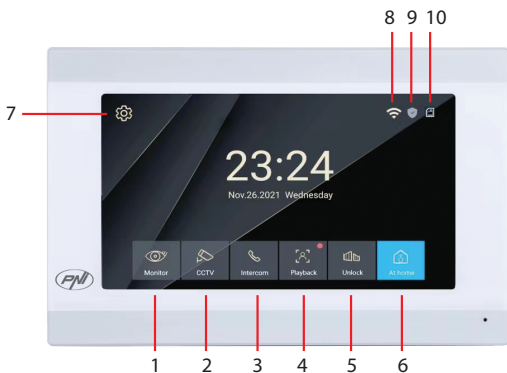 8 9 10
7
23:24
Nov.26.2021 Wednesday
Monitor CCTV Intercom Playback Unlock At home
PNI
1 2 3 4 5 6